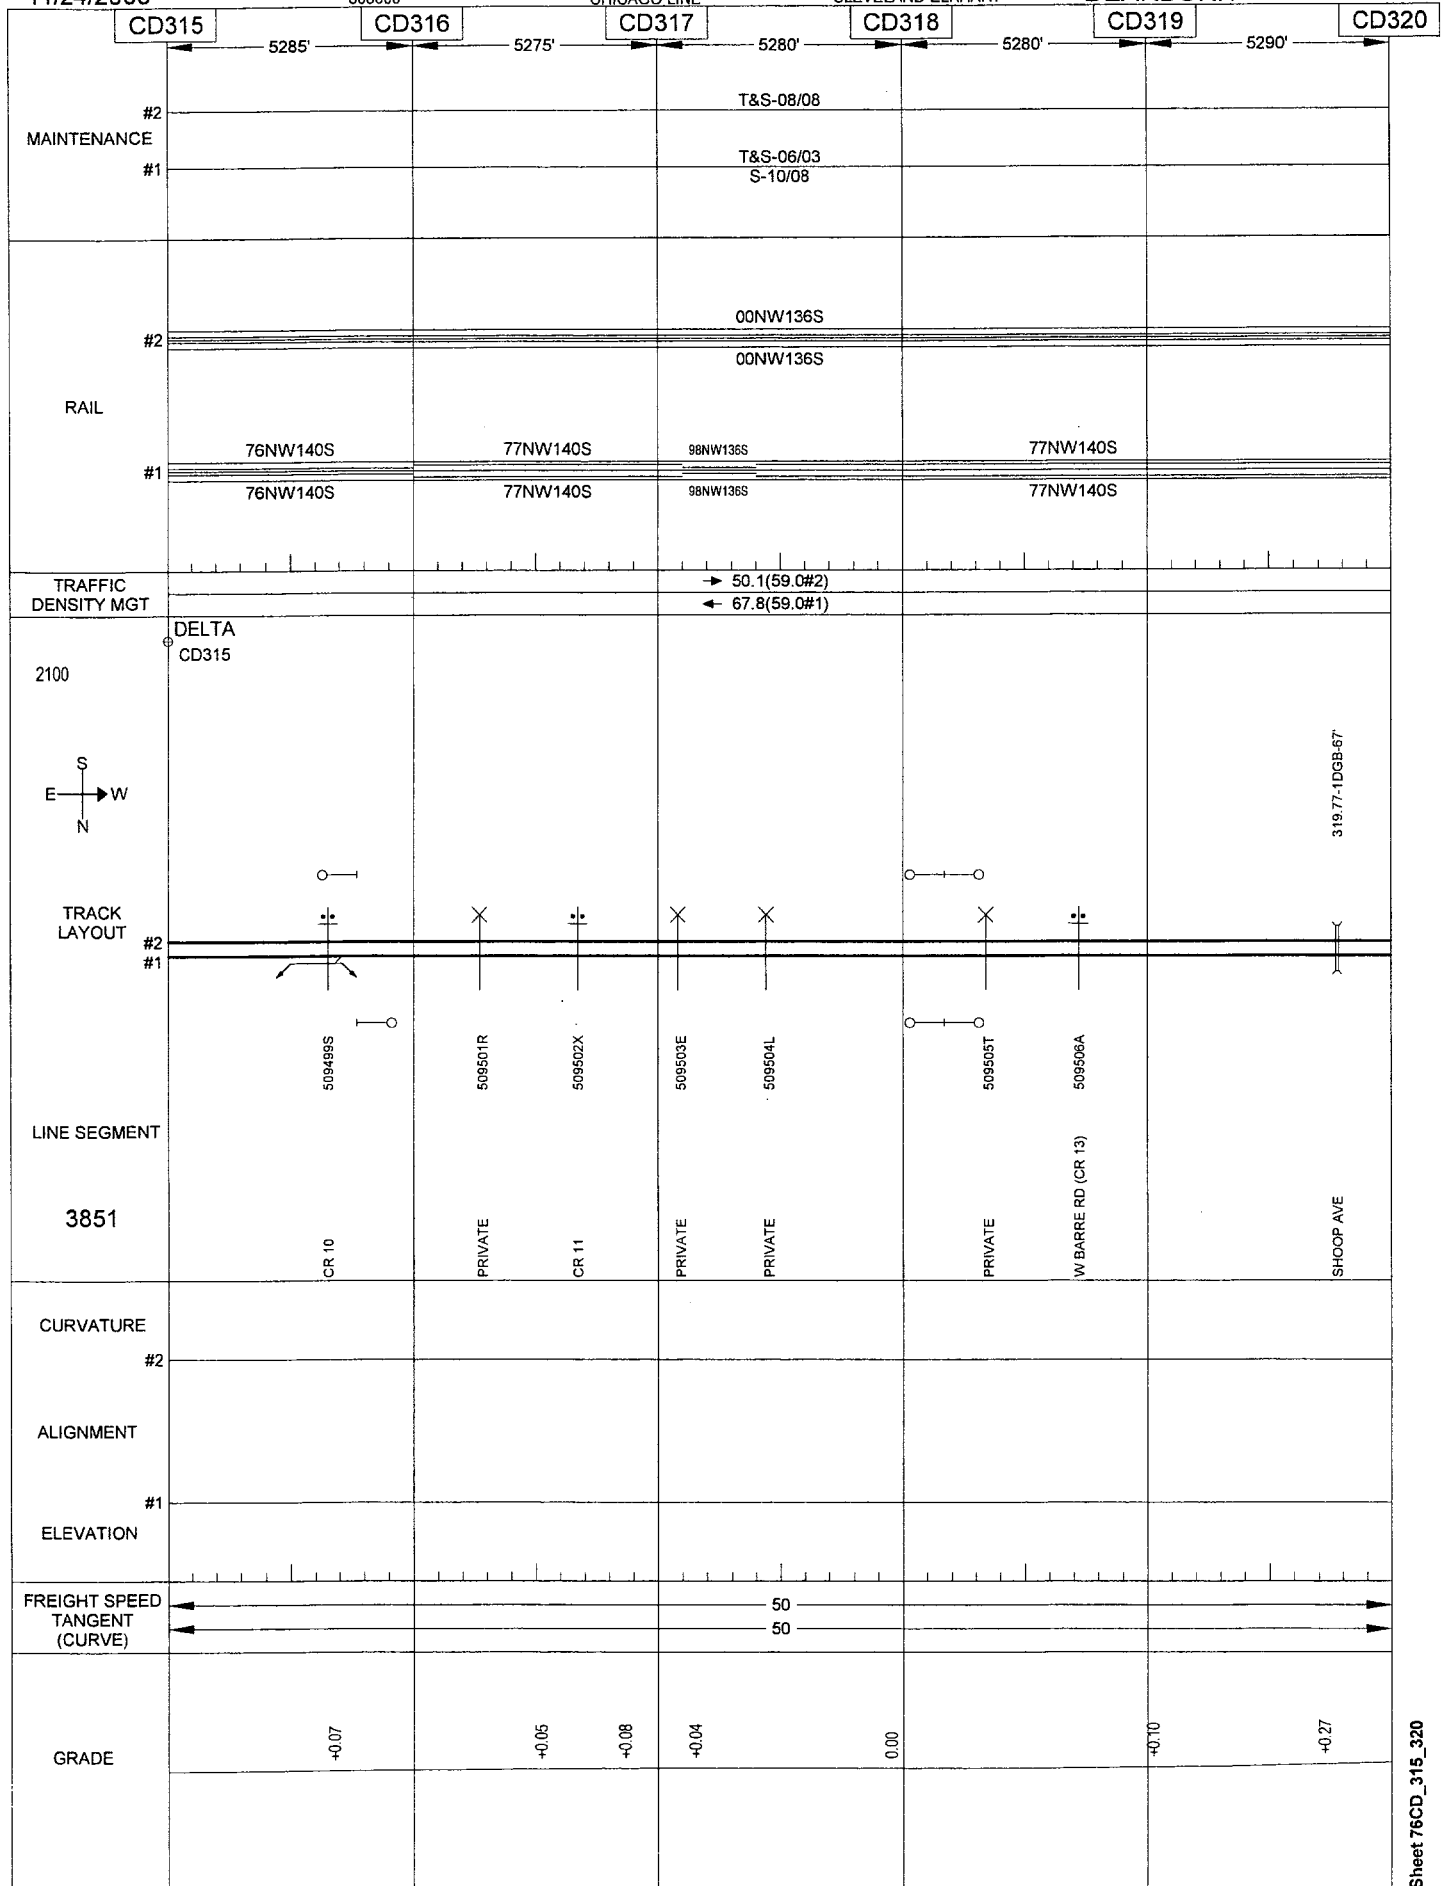 CD315 CD316 CD317 CD318 CD319 CD320
5285' 5275' 5280' 5280' 5290'
MAINTENANCE
#2
T&S-08/08
#1
T&S-06/03
S-10/08
RAIL
#2
00NW136S
00NW136S
#1
76NW140S 77NW140S 98NW136S 77NW140S
76NW140S 77NW140S 98NW136S 77NW140S
TRAFFIC
DENSITY MGT
→ 50.1(59.0#2)
← 67.8(59.0#1)
DELTA
CD315
2100
S
E W
N
319.77-1DGB-67'
TRACK
LAYOUT
#2
#1
509499S 509501R 509502X 509503E 509504L 509505T 509506A
LINE SEGMENT
3851
CR 10 PRIVATE CR 11 PRIVATE PRIVATE PRIVATE W BARRE RD (CR 13) SHOOP AVE
CURVATURE
#2
ALIGNMENT
#1
ELEVATION
FREIGHT SPEED
TANGENT
(CURVE)
50
50
GRADE
+0.07 +0.05 +0.08 +0.04 0.00 +0.10 +0.27
Sheet 76CD_315_320